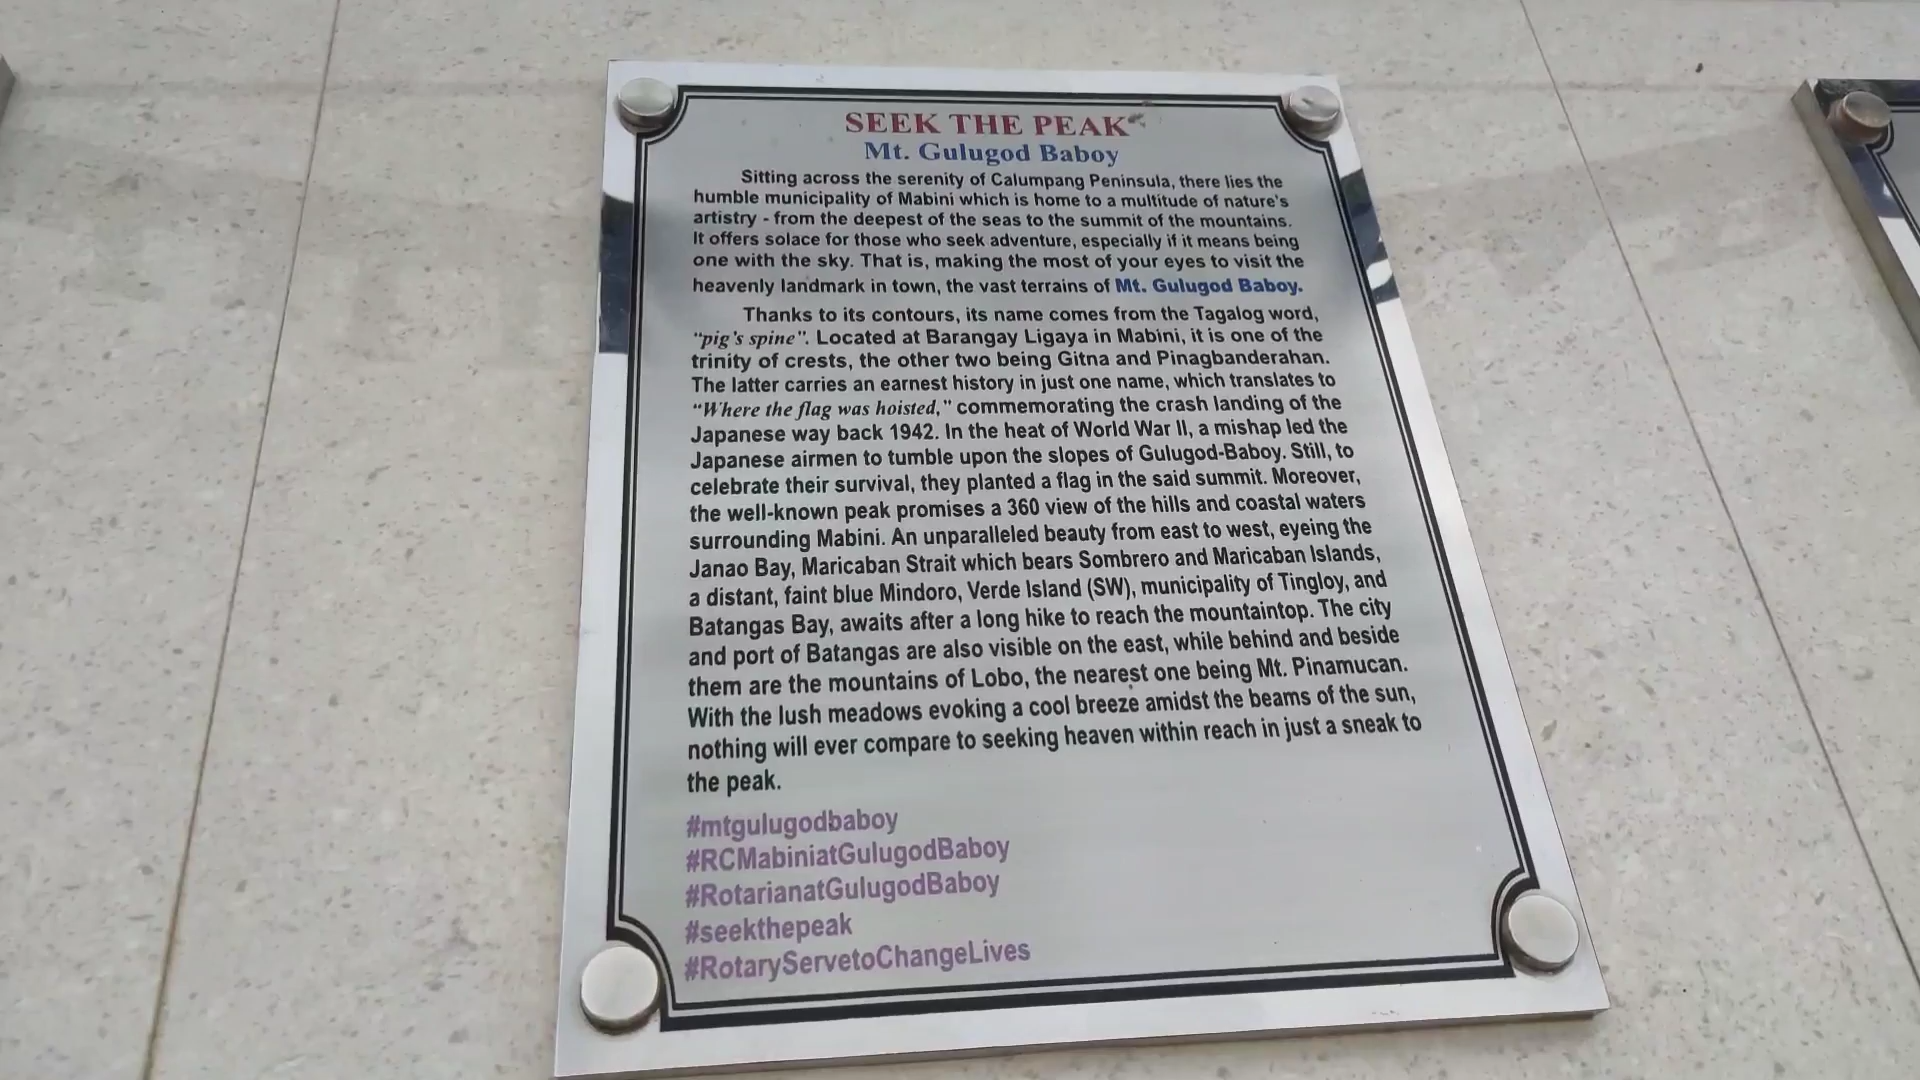 SEEK THE PEAK
Mt. Gulugod Baboy
Sitting across the serenity of Calumpang Peninsula, there lies the
humble municipality of Mabini which is home to a multitude of nature's
artistry - from the deepest of the seas to the summit of the mountains.
It offers solace for those who seek adventure, especially if it means being
one with the sky. That is, making the most of your eyes to visit the
heavenly landmark in town, the vast terrains of Mt. Gulugod Baboy.
Thanks to its contours, its name comes from the Tagalog word,
"pig's spine". Located at Barangay Ligaya in Mabini, it is one of the
trinity of crests, the other two being Gitna and Pinagbanderahan.
The latter carries an earnest history in just one name, which translates to
"Where the flag was hoisted," commemorating the crash landing of the
Japanese way back 1942. In the heat of World War II, a mishap led the
Japanese airmen to tumble upon the slopes of Gulugod-Baboy. Still, to
celebrate their survival, they planted a flag in the said summit. Moreover,
the well-known peak promises a 360 view of the hills and coastal waters
surrounding Mabini. An unparalleled beauty from east to west, eyeing the
Janao Bay, Maricaban Strait which bears Sombrero and Maricaban Islands,
a distant, faint blue Mindoro, Verde Island (SW), municipality of Tingloy, and
Batangas Bay, awaits after a long hike to reach the mountaintop. The city
and port of Batangas are also visible on the east, while behind and beside
them are the mountains of Lobo, the nearest one being Mt. Pinamucan.
With the lush meadows evoking a cool breeze amidst the beams of the sun,
nothing will ever compare to seeking heaven within reach in just a sneak to
the peak.
#mtgulugodbaboy
#RCMabiniatGulugodBaboy
#RotarianatGulugodBaboy
#seekthepeak
#RotaryServetoChangeLives